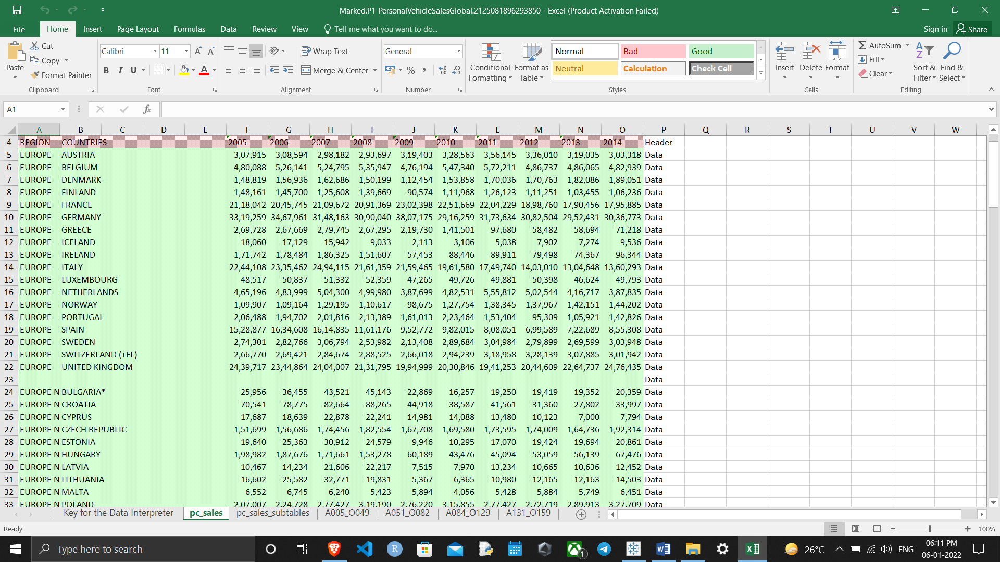 Marked.P1-PersonalVehicleSalesGlobal.2125081896293850 - Excel (Product Activation Failed)
File Home Insert Page Layout Formulas Data Review View Tell me what you want to do... Sign in Share
Paste Cut Copy Format Painter Clipboard
Calibri 11 B I U Font
Wrap Text Merge & Center Alignment
General % , Number
Conditional Formatting Format as Table Normal Bad Good Neutral Calculation Check Cell Styles
Insert Delete Format Cells
AutoSum Fill Clear Sort & Filter Find & Select Editing
A1 fx
A B C D E F G H I J K L M N O P Q R S T U V W
4 REGION COUNTRIES 2005 2006 2007 2008 2009 2010 2011 2012 2013 2014 Header
5 EUROPE AUSTRIA 3,07,915 3,08,594 2,98,182 2,93,697 3,19,403 3,28,563 3,56,145 3,36,010 3,19,035 3,03,318 Data
6 EUROPE BELGIUM 4,80,088 5,26,141 5,24,795 5,35,947 4,76,194 5,47,340 5,72,211 4,86,737 4,86,065 4,82,939 Data
7 EUROPE DENMARK 1,48,819 1,56,936 1,62,686 1,50,199 1,12,454 1,53,858 1,70,036 1,70,763 1,82,086 1,89,051 Data
8 EUROPE FINLAND 1,48,161 1,45,700 1,25,608 1,39,669 90,574 1,11,968 1,26,123 1,11,251 1,03,455 1,06,236 Data
9 EUROPE FRANCE 21,18,042 20,45,745 21,09,672 20,91,369 23,02,398 22,51,669 22,04,229 18,98,760 17,90,456 17,95,885 Data
10 EUROPE GERMANY 33,19,259 34,67,961 31,48,163 30,90,040 38,07,175 29,16,259 31,73,634 30,82,504 29,52,431 30,36,773 Data
11 EUROPE GREECE 2,69,728 2,67,669 2,79,745 2,67,295 2,19,730 1,41,501 97,680 58,482 58,694 71,218 Data
12 EUROPE ICELAND 18,060 17,129 15,942 9,033 2,113 3,106 5,038 7,902 7,274 9,536 Data
13 EUROPE IRELAND 1,71,742 1,78,484 1,86,325 1,51,607 57,453 88,446 89,911 79,498 74,367 96,344 Data
14 EUROPE ITALY 22,44,108 23,35,462 24,94,115 21,61,359 21,59,465 19,61,580 17,49,740 14,03,010 13,04,648 13,60,293 Data
15 EUROPE LUXEMBOURG 48,517 50,837 51,332 52,359 47,265 49,726 49,881 50,398 46,624 49,793 Data
16 EUROPE NETHERLANDS 4,65,196 4,83,999 5,04,300 4,99,980 3,87,699 4,82,531 5,55,812 5,02,544 4,16,717 3,87,835 Data
17 EUROPE NORWAY 1,09,907 1,09,164 1,29,195 1,10,617 98,675 1,27,754 1,38,345 1,37,967 1,42,151 1,44,202 Data
18 EUROPE PORTUGAL 2,06,488 1,94,702 2,01,816 2,13,389 1,61,013 2,23,464 1,53,404 95,309 1,05,921 1,42,826 Data
19 EUROPE SPAIN 15,28,877 16,34,608 16,14,835 11,61,176 9,52,772 9,82,015 8,08,051 6,99,589 7,22,689 8,55,308 Data
20 EUROPE SWEDEN 2,74,301 2,82,766 3,06,794 2,53,982 2,13,408 2,89,684 3,04,984 2,79,899 2,69,599 3,03,948 Data
21 EUROPE SWITZERLAND (+FL) 2,66,770 2,69,421 2,84,674 2,88,525 2,66,018 2,94,239 3,18,958 3,28,139 3,07,885 3,01,942 Data
22 EUROPE UNITED KINGDOM 24,39,717 23,44,864 24,04,007 21,31,795 19,94,999 20,30,846 19,41,253 20,44,609 22,64,737 24,76,435 Data
23 Data
24 EUROPE N BULGARIA* 25,956 36,455 43,521 45,143 22,869 16,257 19,250 19,419 19,352 20,359 Data
25 EUROPE N CROATIA 70,541 78,775 82,664 88,265 44,918 38,587 41,561 31,360 27,802 33,997 Data
26 EUROPE N CYPRUS 17,687 18,639 22,878 22,241 14,981 14,088 13,480 10,123 7,000 7,794 Data
27 EUROPE N CZECH REPUBLIC 1,51,699 1,56,686 1,74,456 1,82,554 1,67,708 1,69,580 1,73,595 1,74,009 1,64,736 1,92,314 Data
28 EUROPE N ESTONIA 19,640 25,363 30,912 24,579 9,946 10,295 17,070 19,424 19,694 20,861 Data
29 EUROPE N HUNGARY 1,98,982 1,87,676 1,71,661 1,53,278 60,189 43,476 45,094 53,059 56,139 67,476 Data
30 EUROPE N LATVIA 10,467 14,234 21,606 22,217 7,515 7,970 13,234 10,665 10,636 12,452 Data
31 EUROPE N LITHUANIA 16,602 25,582 32,771 19,831 5,367 6,365 10,980 12,165 12,163 14,503 Data
32 EUROPE N MALTA 6,552 6,745 6,240 5,423 5,894 4,056 5,428 5,884 5,749 6,451 Data
33 EUROPE N POLAND 2,07,007 2,24,728 2,77,427 3,19,190 2,76,220 3,15,855 2,77,427 2,72,719 2,89,913 3,27,709 Data
Key for the Data Interpreter pc_sales pc_sales_subtables A005_O049 A051_O082 A084_O129 A131_O159
Ready 100%
Type here to search 1 26°C ENG 06:11 PM
06-01-2022